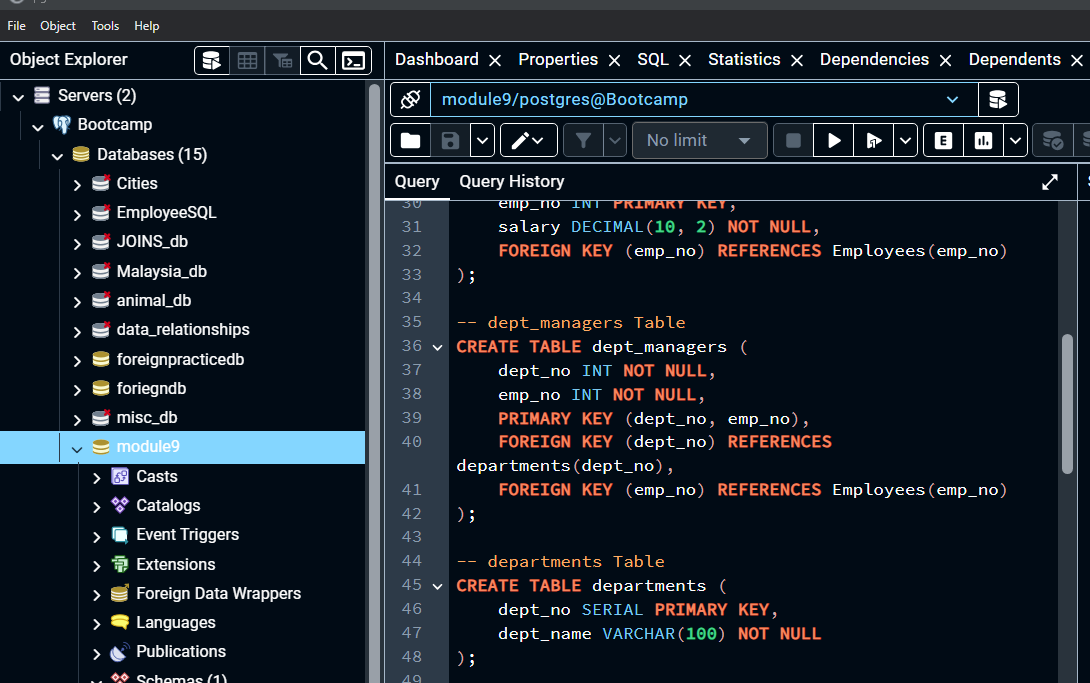 File Object Tools Help
Object Explorer
Dashboard Properties SQL Statistics Dependencies Dependents
Servers (2)
Bootcamp
Databases (15)
Cities
EmployeeSQL
JOINS_db
Malaysia_db
animal_db
data_relationships
foreignpracticedb
foriegndb
misc_db
module9
Casts
Catalogs
Event Triggers
Extensions
Foreign Data Wrappers
Languages
Publications
Schemas (1)
module9/postgres@Bootcamp
No limit
E
Query Query History
30 emp_no INT PRIMARY KEY,
31 salary DECIMAL(10, 2) NOT NULL,
32 FOREIGN KEY (emp_no) REFERENCES Employees(emp_no)
33 );
34
35 -- dept_managers Table
36 CREATE TABLE dept_managers (
37 dept_no INT NOT NULL,
38 emp_no INT NOT NULL,
39 PRIMARY KEY (dept_no, emp_no),
40 FOREIGN KEY (dept_no) REFERENCES
departments(dept_no),
41 FOREIGN KEY (emp_no) REFERENCES Employees(emp_no)
42 );
43
44 -- departments Table
45 CREATE TABLE departments (
46 dept_no SERIAL PRIMARY KEY,
47 dept_name VARCHAR(100) NOT NULL
48 );
49